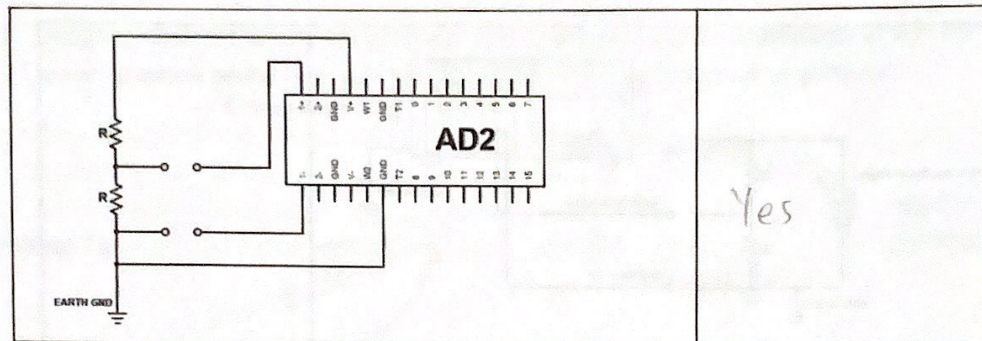 1+ 2+ GND V+ W1 GND T1 0 1 2 3 4 5 6 7
R
AD2
1- 2- GND V- W2 GND T2 8 9 10 11 12 13 14 15
R
Yes
EARTH GND